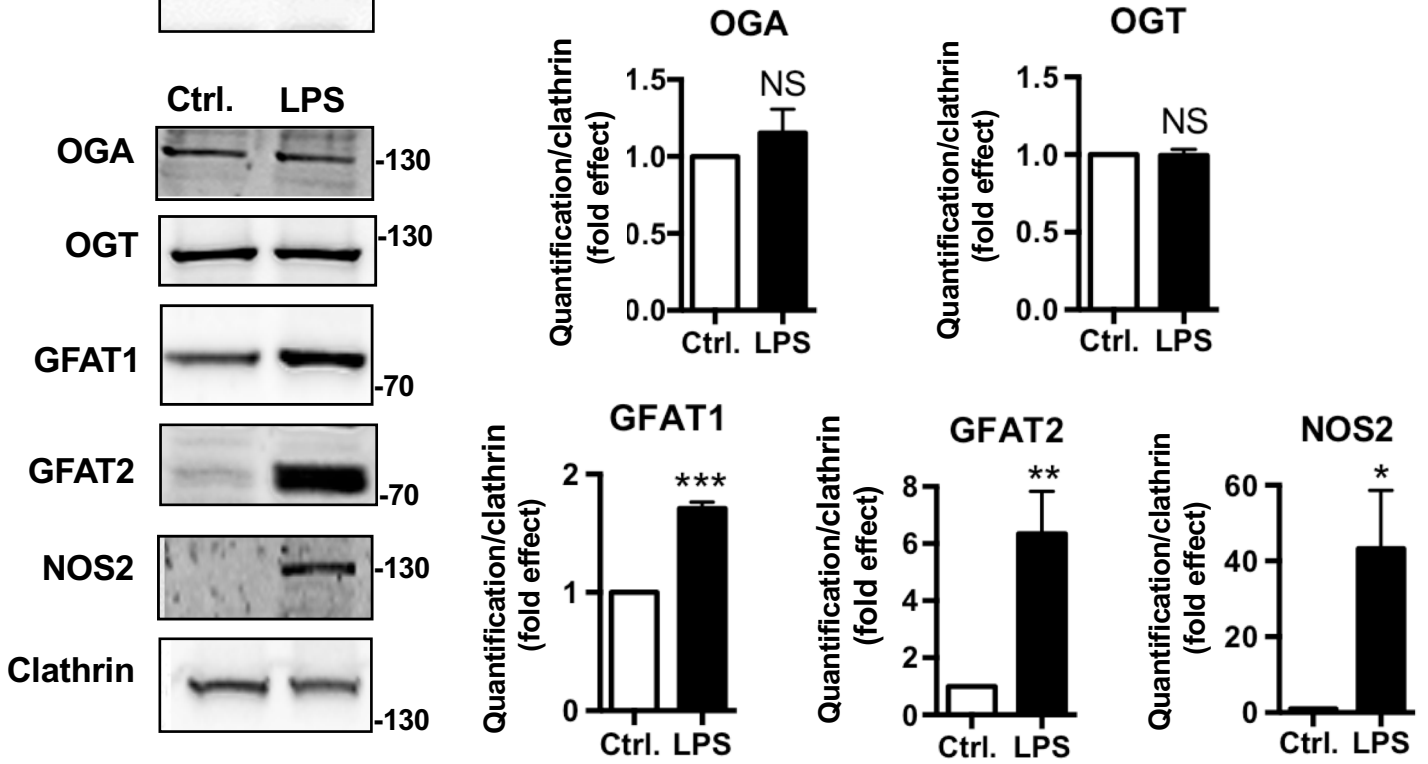 Ctrl. LPS
OGA
-130
OGT
-130
GFAT1
-70
GFAT2
-70
NOS2
-130
Clathrin
-130
OGA
Quantification/clathrin
(fold effect)
1.5
1.0
0.5
0.0
NS
Ctrl. LPS
OGT
Quantification/clathrin
(fold effect)
1.5
1.0
0.5
0.0
NS
Ctrl. LPS
GFAT1
Quantification/clathrin
(fold effect)
2
1
0
***
Ctrl. LPS
GFAT2
Quantification/clathrin
(fold effect)
8
6
4
2
0
**
Ctrl. LPS
NOS2
Quantification/clathrin
(fold effect)
60
40
20
0
*
Ctrl. LPS